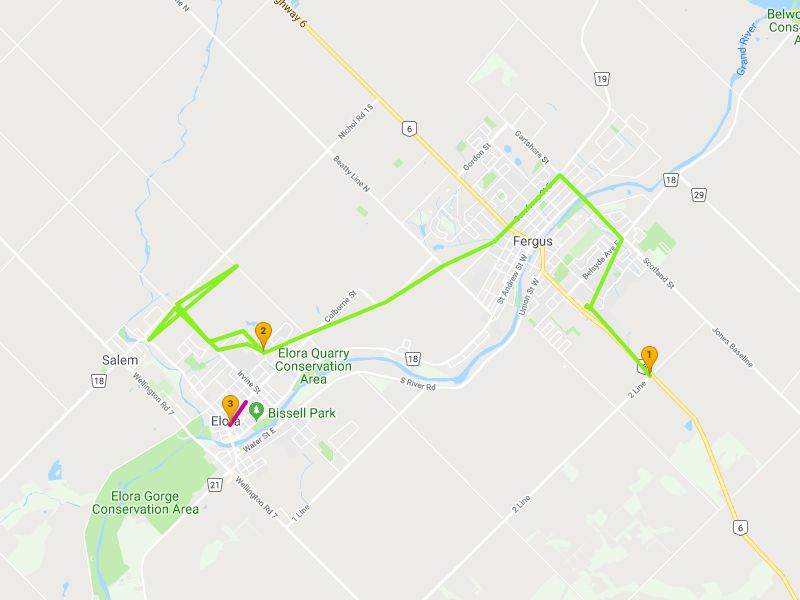 Highway 6
Belwo
Conse
A
Grand River
19
Nichol Rd 15
6
Gartshore St
Gordon St
Beatty Line N
18
29
Fergus
Belsyde Ave E
Scotland St
St Andrew St W
Union St W
Colborne St
2
1
Jones Baseline
Elora Quarry
Conservation
Area
18
Salem
Irvine St
S River Rd
2 Line
18
Wellington Rd 7
3
Bissell Park
Elora
Water St E
21
Wellington Rd 7
1 Line
2 Line
Elora Gorge
Conservation Area
6